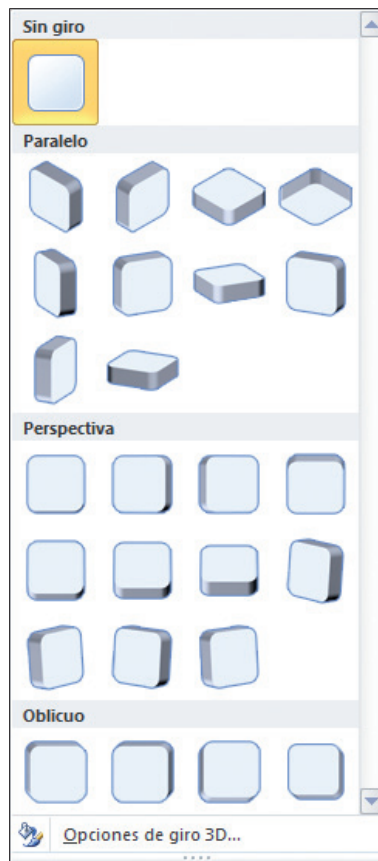 Sin giro
Paralelo
Perspectiva
Oblicuo
Opciones de giro 3D...